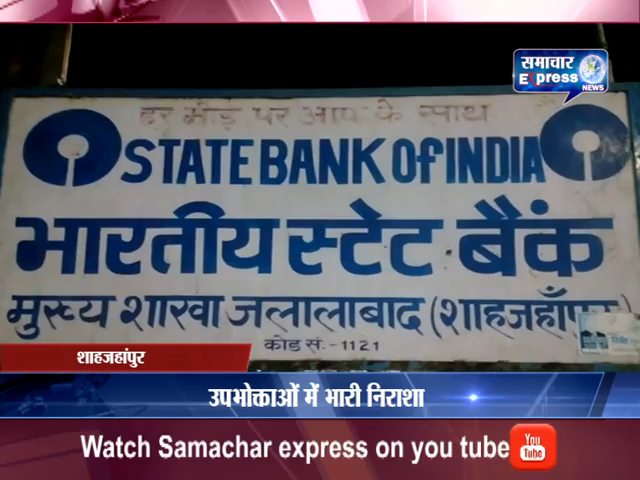 समाचार
Express
NEWS
हर मोड़ पर आप के साथ
STATE BANK OF INDIA
भारतीय स्टेट बैंक
मुख्य शाखा जलालाबाद (शाहजहाँपुर)
कोड सं.-1121
शाहजहांपुर
उपभोक्ताओं में भारी निराशा
Watch Samachar express on you tube
You
Tube